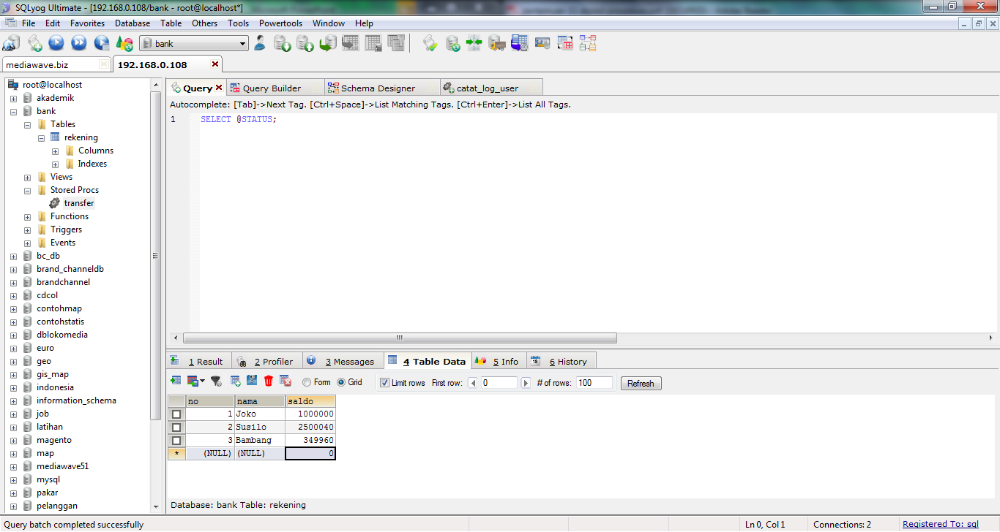 SQLyog Ultimate - [192.168.0.108/bank - root@localhost*]
File Edit Favorites Database Table Others Tools Powertools Window Help
bank
mediawave.biz 192.168.0.108
root@localhost
akademik
bank
Tables
rekening
Columns
Indexes
Views
Stored Procs
transfer
Functions
Triggers
Events
bc_db
brand_channeldb
brandchannel
cdcol
contohmap
contohstatis
dblokomedia
euro
geo
gis_map
indonesia
information_schema
job
latihan
magento
map
mediawave51
mysql
pakar
pelanggan
Query Query Builder Schema Designer catat_log_user
Autocomplete: [Tab]->Next Tag. [Ctrl+Space]->List Matching Tags. [Ctrl+Enter]->List All Tags.
1 SELECT @STATUS;
1 Result 2 Profiler 3 Messages 4 Table Data 5 Info 6 History
Form Grid Limit rows First row: 0 # of rows: 100 Refresh
no nama saldo
1 Joko 1000000
2 Susilo 2500040
3 Bambang 349960
* (NULL) (NULL) 0
Database: bank Table: rekening
Query batch completed successfully Ln 0, Col 1 Connections: 2 Registered To: sql